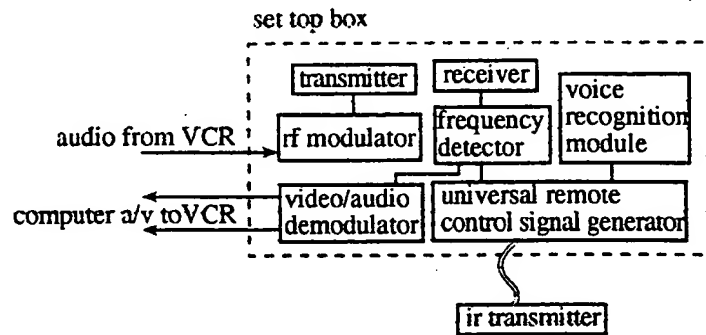 set top box
transmitter
receiver
voice
recognition
module
rf modulator
frequency
detector
audio from VCR
video/audio
demodulator
universal remote
control signal generator
computer a/v toVCR
ir transmitter